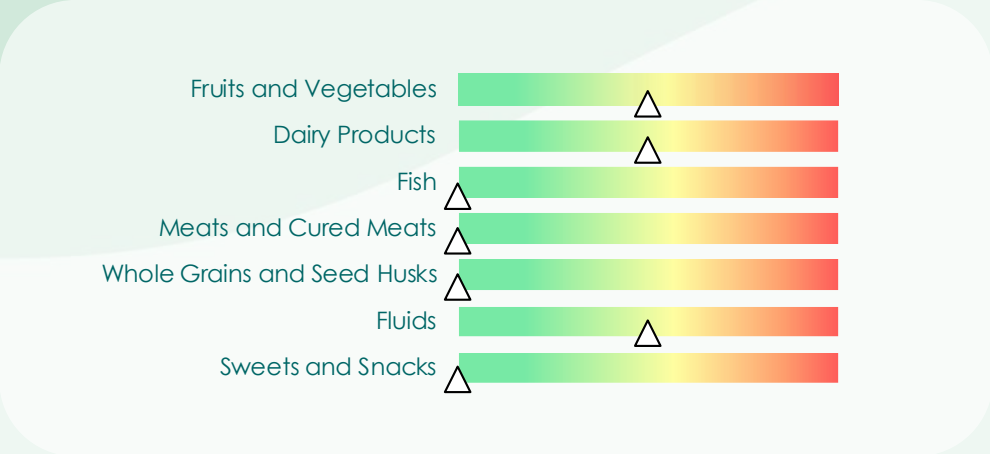 Fruits and Vegetables
Dairy Products
Fish
Meats and Cured Meats
Whole Grains and Seed Husks
Fluids
Sweets and Snacks